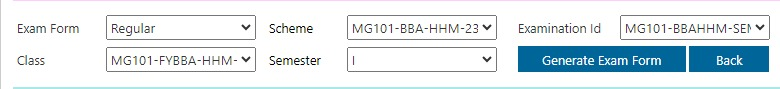 Exam Form Regular Scheme MG101-BBA-HHM-23 Examination Id MG101-BBAHHM-SEM
Class MG101-FYBBA-HHM- Semester I Generate Exam Form Back